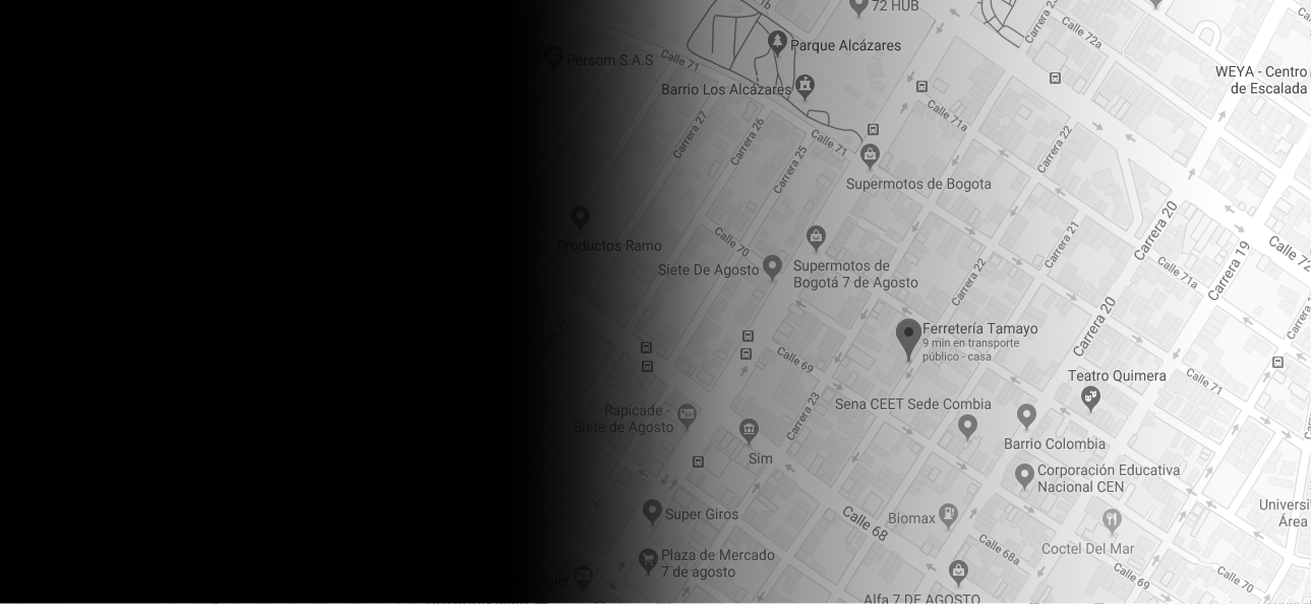 72 HUB
Carrera 23
Calle 72a
Parque Alcázares
Persom S.A.S
Calle 71
WEYA - Centro
de Escalada
Barrio Los Alcázares
Calle 71a
Carrera 27
Carrera 26
Carrera 25
Calle 71
Carrera 22
Supermotos de Bogota
Carrera 20
Carrera 21
Productos Ramo
Calle 70
Siete De Agosto
Supermotos de
Bogotá 7 de Agosto
Carrera 22
Calle 71a
Carrera 19
Calle 72
Ferretería Tamayo
9 min en transporte
público - casa
Carrera 20
Calle 69
Teatro Quimera
Calle 71
Rapicade -
Siete de Agosto
Carrera 23
Sena CEET Sede Combia
Barrio Colombia
Sim
Corporación Educativa
Nacional CEN
Super Giros
Calle 68
Biomax
Coctel Del Mar
Área
Plaza de Mercado
7 de agosto
Calle 68a
Calle 69
Calle 70
Alfa 7 DE AGOSTO